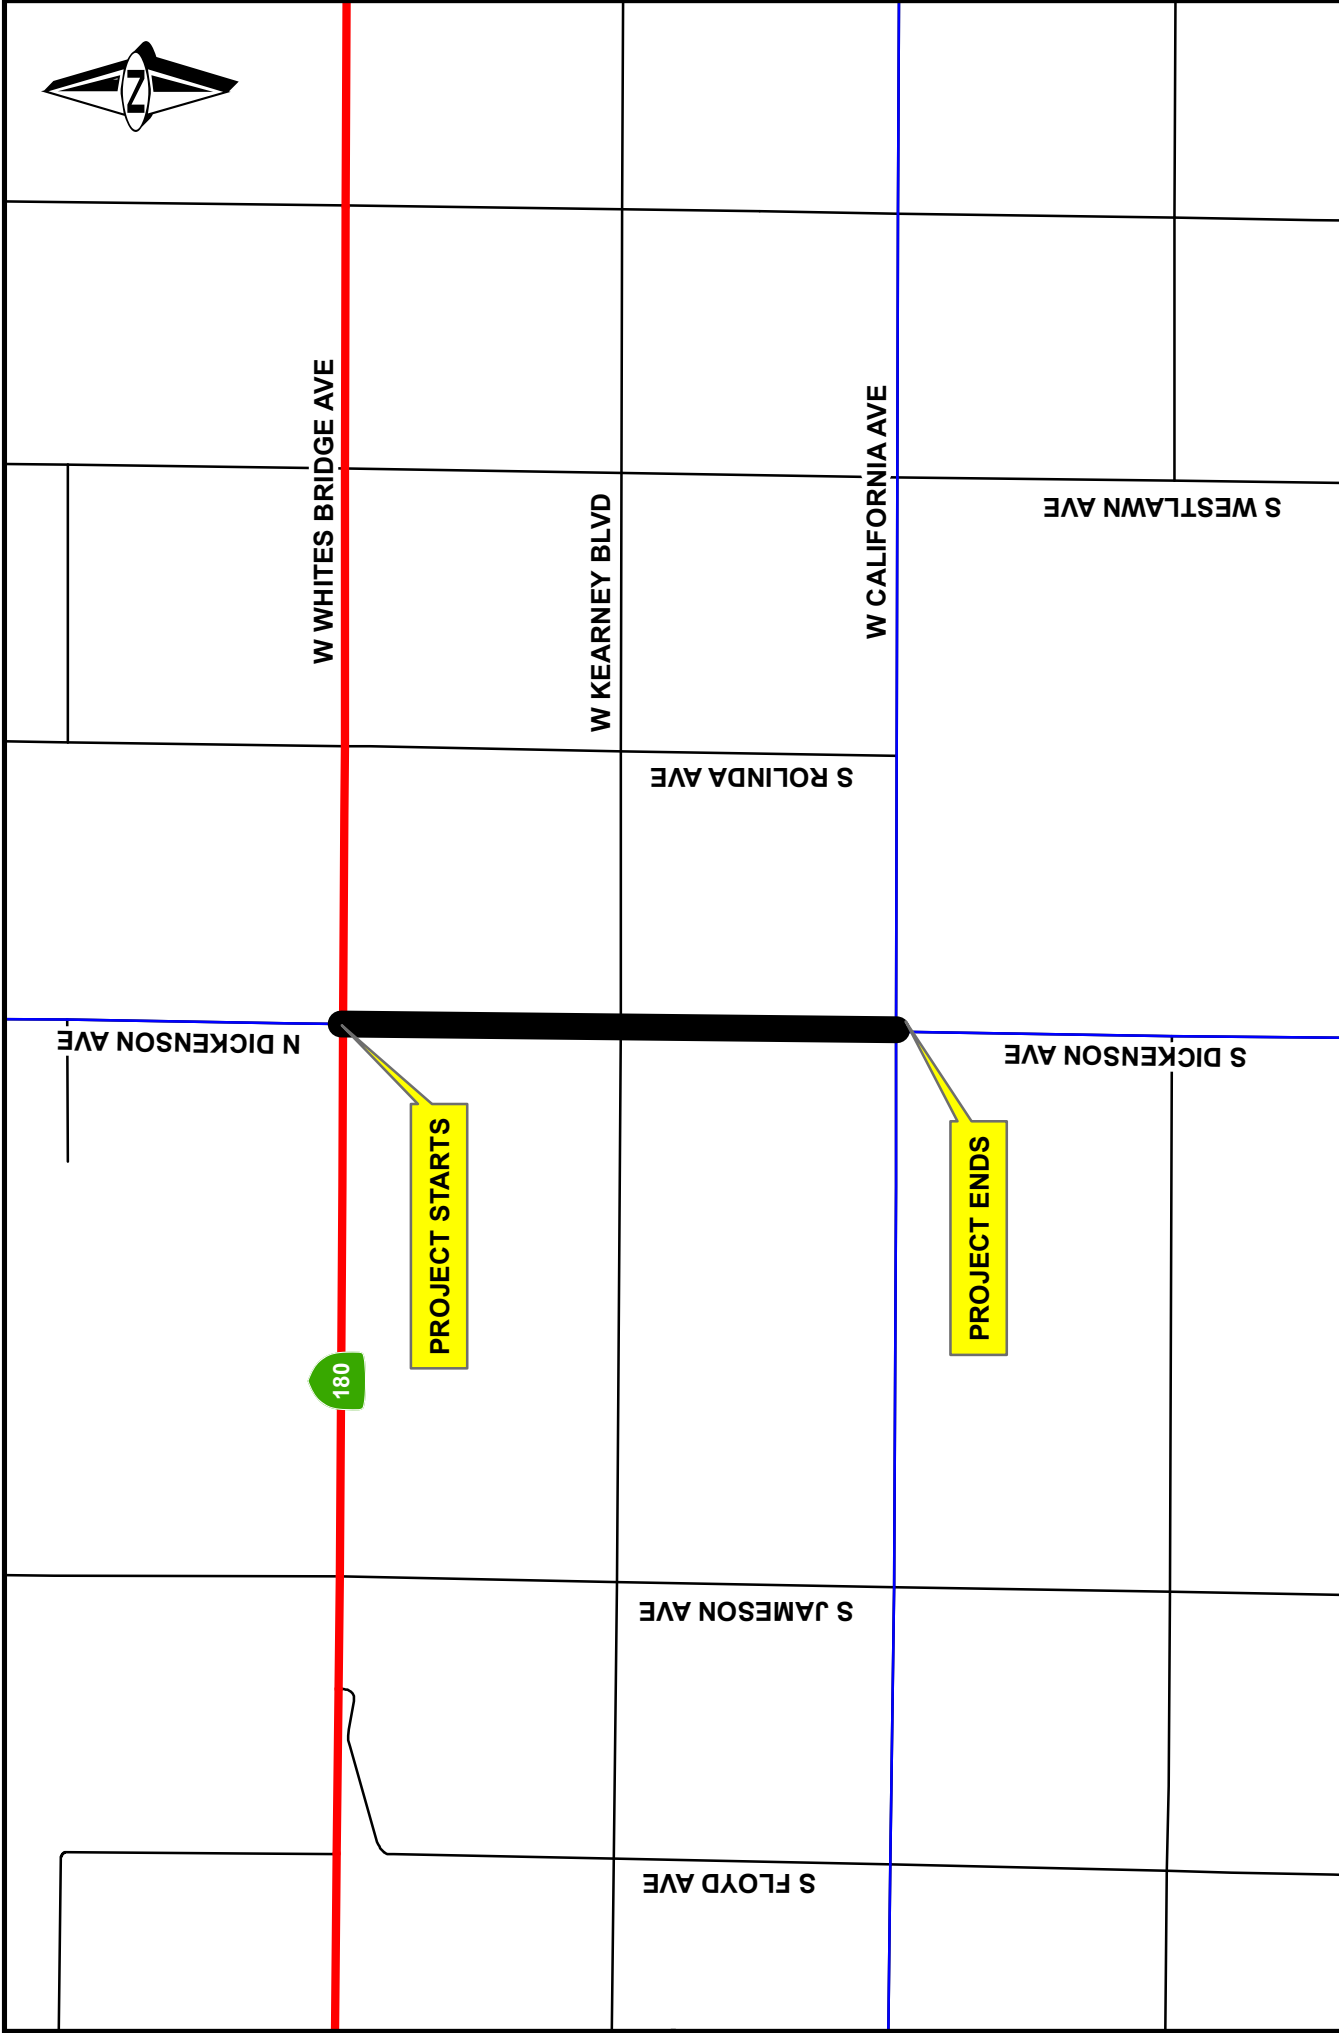 N
W WHITES BRIDGE AVE
W KEARNEY BLVD
W CALIFORNIA AVE
S WESTLAWN AVE
S ROLINDA AVE
N DICKENSON AVE
S DICKENSON AVE
PROJECT STARTS
PROJECT ENDS
180
S JAMESON AVE
S FLOYD AVE